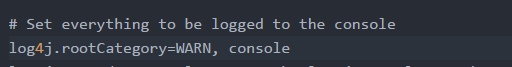 # Set everything to be logged to the console
log4j.rootCategory=WARN, console